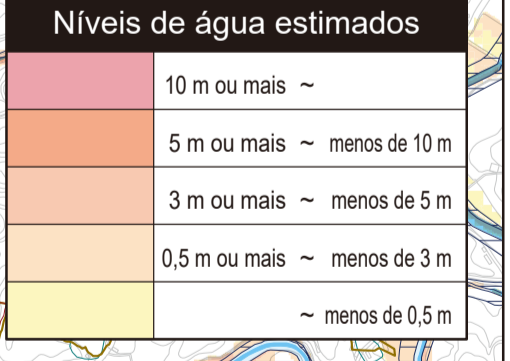 Níveis de água estimados
10 m ou mais ~
5 m ou mais ~ menos de 10 m
3 m ou mais ~ menos de 5 m
0,5 m ou mais ~ menos de 3 m
~ menos de 0,5 m